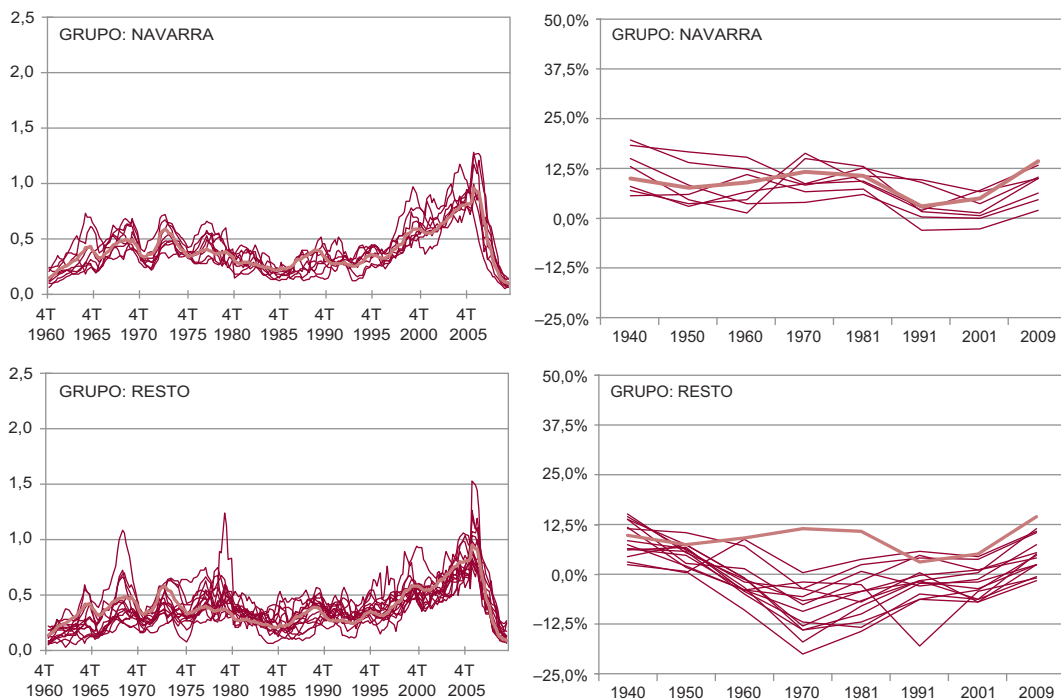 2,5
GRUPO: NAVARRA
2,0
1,5
1,0
0,5
0,0
4T 4T 4T 4T 4T 4T 4T 4T 4T 4T
1960 1965 1970 1975 1980 1985 1990 1995 2000 2005
50,0%
GRUPO: NAVARRA
37,5%
25,0%
12,5%
0,0%
–12,5%
–25,0%
1940 1950 1960 1970 1981 1991 2001 2009
2,5
GRUPO: RESTO
2,0
1,5
1,0
0,5
0,0
4T 4T 4T 4T 4T 4T 4T 4T 4T 4T
1960 1965 1970 1975 1980 1985 1990 1995 2000 2005
50,0%
GRUPO: RESTO
37,5%
25,0%
12,5%
0,0%
–12,5%
–25,0%
1940 1950 1960 1970 1981 1991 2001 2009